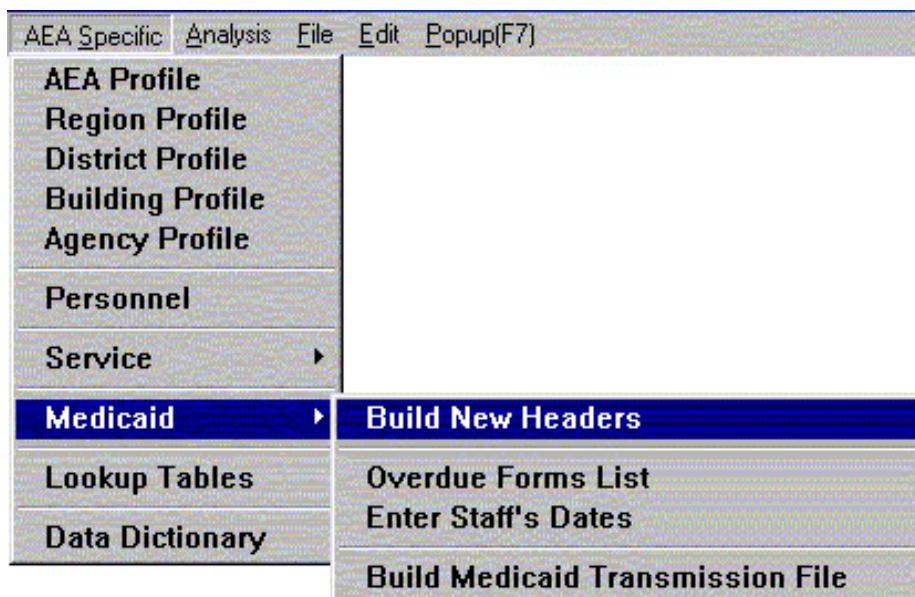 AEA Specific Analysis File Edit Popup(F7)
AEA Profile
Region Profile
District Profile
Building Profile
Agency Profile
Personnel
Service
Medicaid
Lookup Tables
Data Dictionary
Build New Headers
Overdue Forms List
Enter Staff's Dates
Build Medicaid Transmission File